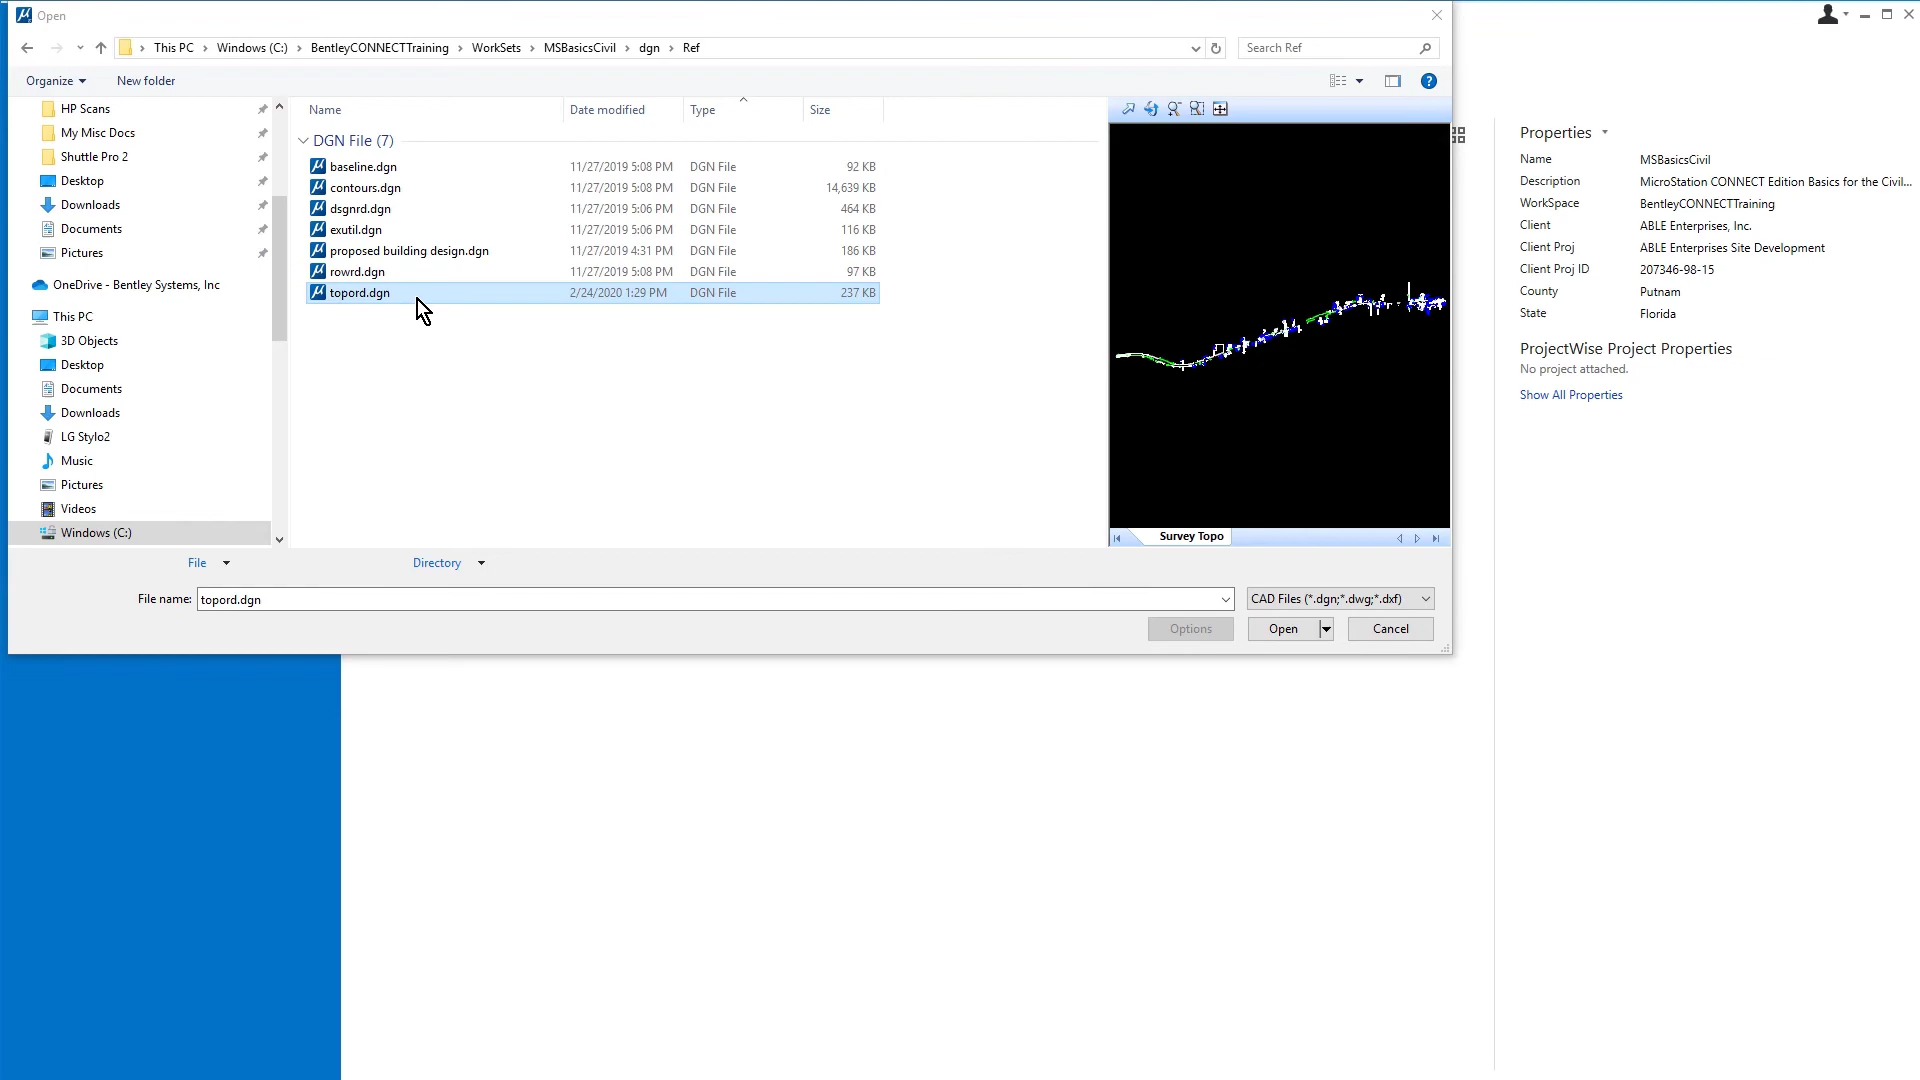 Open
This PC > Windows (C:) > BentleyCONNECTTraining > WorkSets > MSBasicsCivil > dgn > Ref
Search Ref
Organize
New folder
HP Scans
My Misc Docs
Shuttle Pro 2
Desktop
Downloads
Documents
Pictures
OneDrive - Bentley Systems, Inc
This PC
3D Objects
Desktop
Documents
Downloads
LG Stylo2
Music
Pictures
Videos
Windows (C:)
Name Date modified Type Size
DGN File (7)
baseline.dgn 11/27/2019 5:08 PM DGN File 92 KB
contours.dgn 11/27/2019 5:08 PM DGN File 14,639 KB
dsgnrd.dgn 11/27/2019 5:06 PM DGN File 464 KB
exutil.dgn 11/27/2019 5:06 PM DGN File 116 KB
proposed building design.dgn 11/27/2019 4:31 PM DGN File 186 KB
rowrd.dgn 11/27/2019 5:08 PM DGN File 97 KB
topord.dgn 2/24/2020 1:29 PM DGN File 237 KB
Survey Topo
File
Directory
File name: topord.dgn
CAD Files (*.dgn;*.dwg;*.dxf)
Options
Open
Cancel
Properties
Name MSBasicsCivil
Description MicroStation CONNECT Edition Basics for the Civil...
WorkSpace BentleyCONNECTTraining
Client ABLE Enterprises, Inc.
Client Proj ABLE Enterprises Site Development
Client Proj ID 207346-98-15
County Putnam
State Florida
ProjectWise Project Properties
No project attached.
Show All Properties